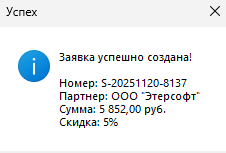 Успех
Заявка успешно создана!
Номер: S-20251120-8137
Партнер: ООО "Этерсофт"
Сумма: 5 852,00 руб.
Скидка: 5%